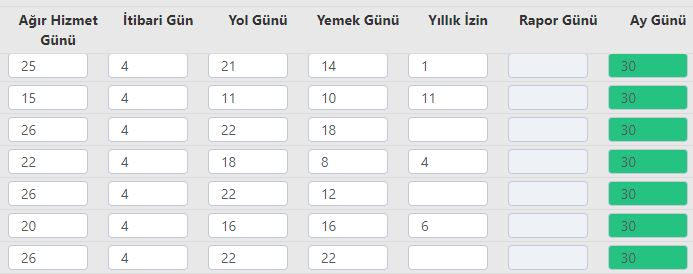 Ağır Hizmet Günü İtibari Gün Yol Günü Yemek Günü Yıllık İzin Rapor Günü Ay Günü
25 4 21 14 1 30
15 4 11 10 11 30
26 4 22 18 30
22 4 18 8 4 30
26 4 22 12 30
20 4 16 16 6 30
26 4 22 22 30